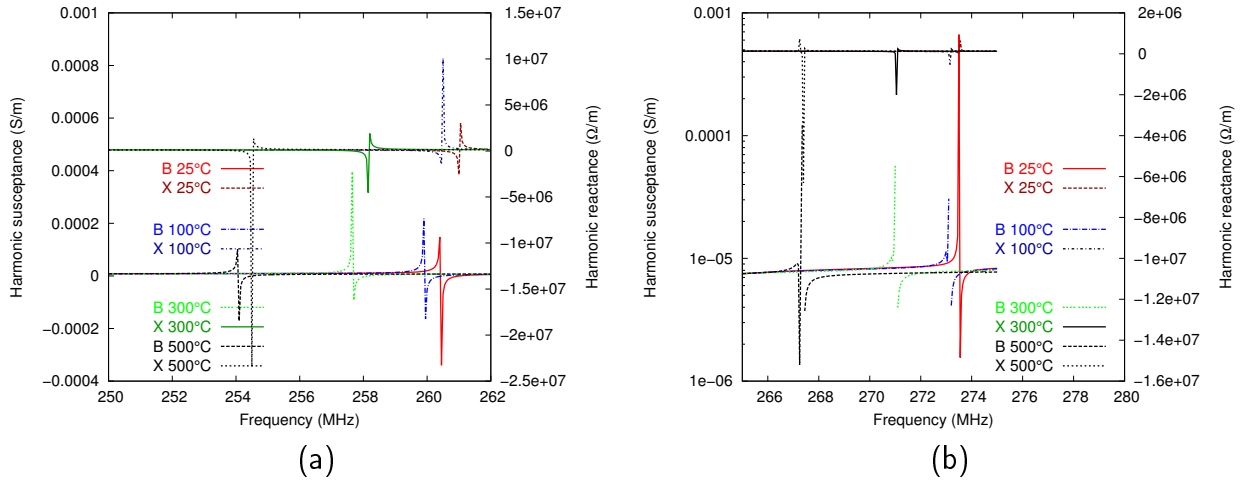 0.001
0.0008
0.0006
0.0004
0.0002
0
−0.0002
−0.0004
Harmonic susceptance (S/m)
250 252 254 256 258 260 262
Frequency (MHz)
1.5e+07
1e+07
5e+06
0
-5e+06
-1e+07
-1.5e+07
-2e+07
-2.5e+07
Harmonic reactance (Ω/m)
B 25°C
X 25°C
B 100°C
X 100°C
B 300°C
X 300°C
B 500°C
X 500°C
(a)
0.001
0.0001
1e−05
1e−06
Harmonic susceptance (S/m)
266 268 270 272 274 276 278 280
Frequency (MHz)
2e+06
0
-2e+06
-4e+06
-6e+06
-8e+06
-1e+07
-1.2e+07
-1.4e+07
-1.6e+07
Harmonic reactance (Ω/m)
B 25°C
X 25°C
B 100°C
X 100°C
B 300°C
X 300°C
B 500°C
X 500°C
(b)